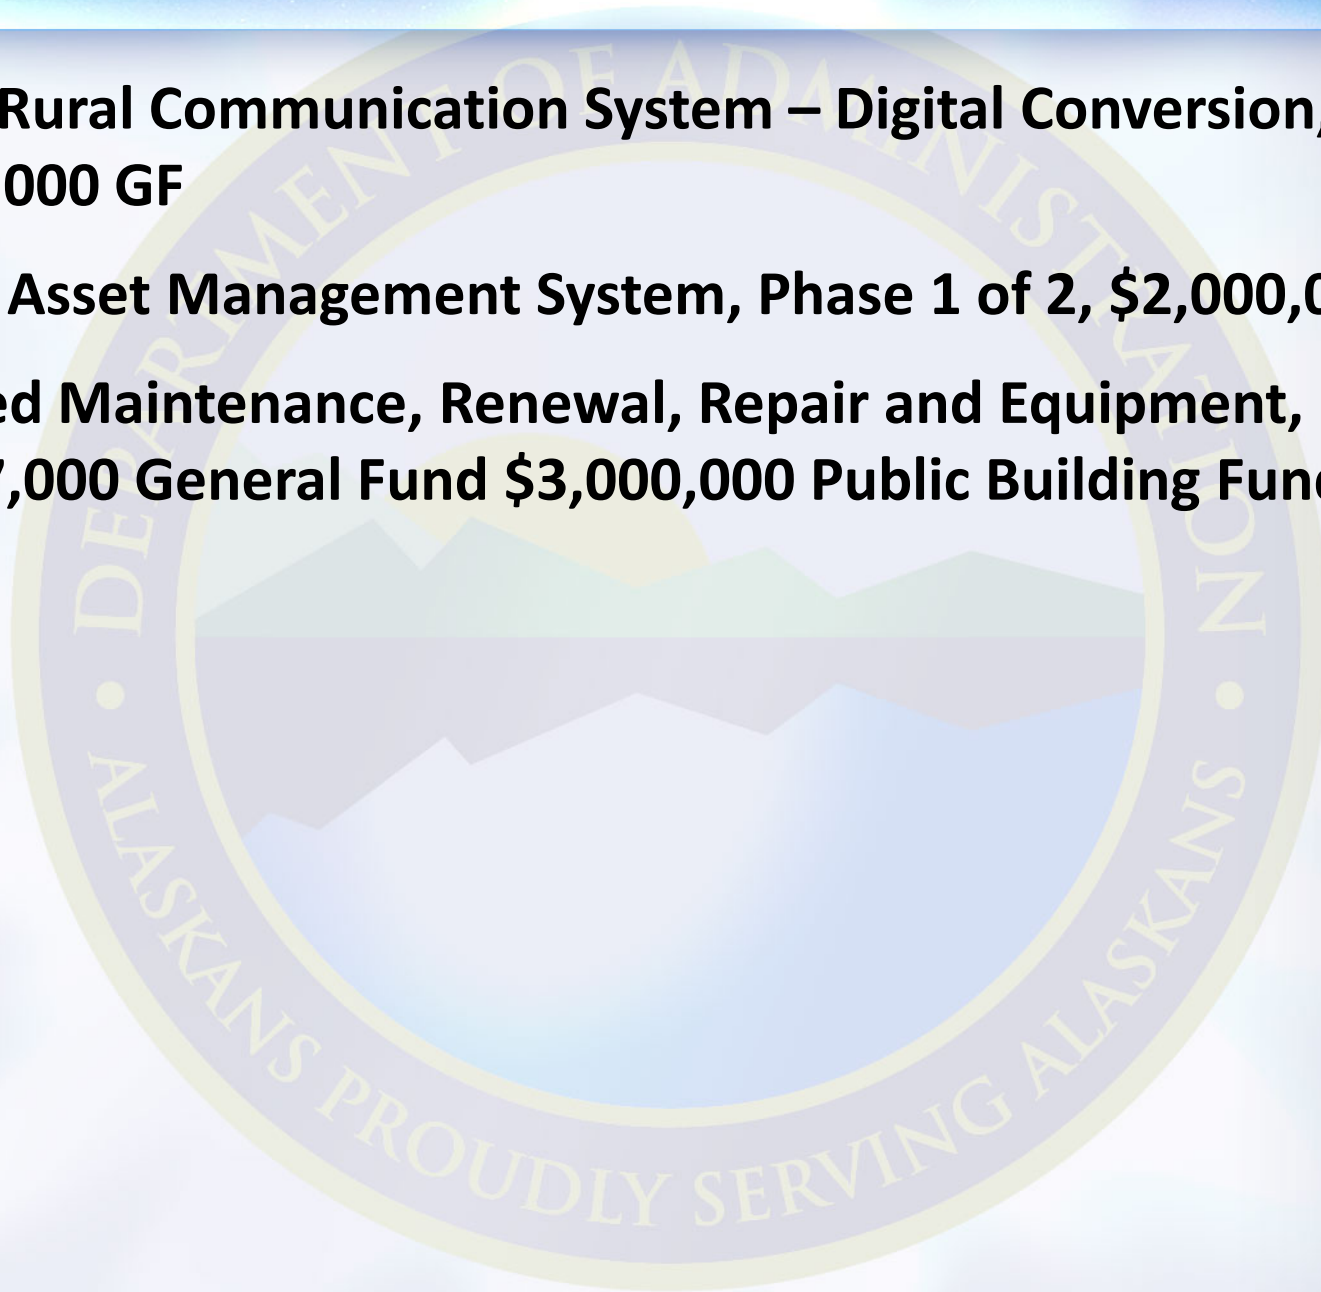 Rural Communication System – Digital Conversion,
000 GF
Asset Management System, Phase 1 of 2, $2,000,0
ed Maintenance, Renewal, Repair and Equipment,
7,000 General Fund $3,000,000 Public Building Fund
DEPARTMENT OF ADMINISTRATION
ALASKANS PROUDLY SERVING ALASKANS